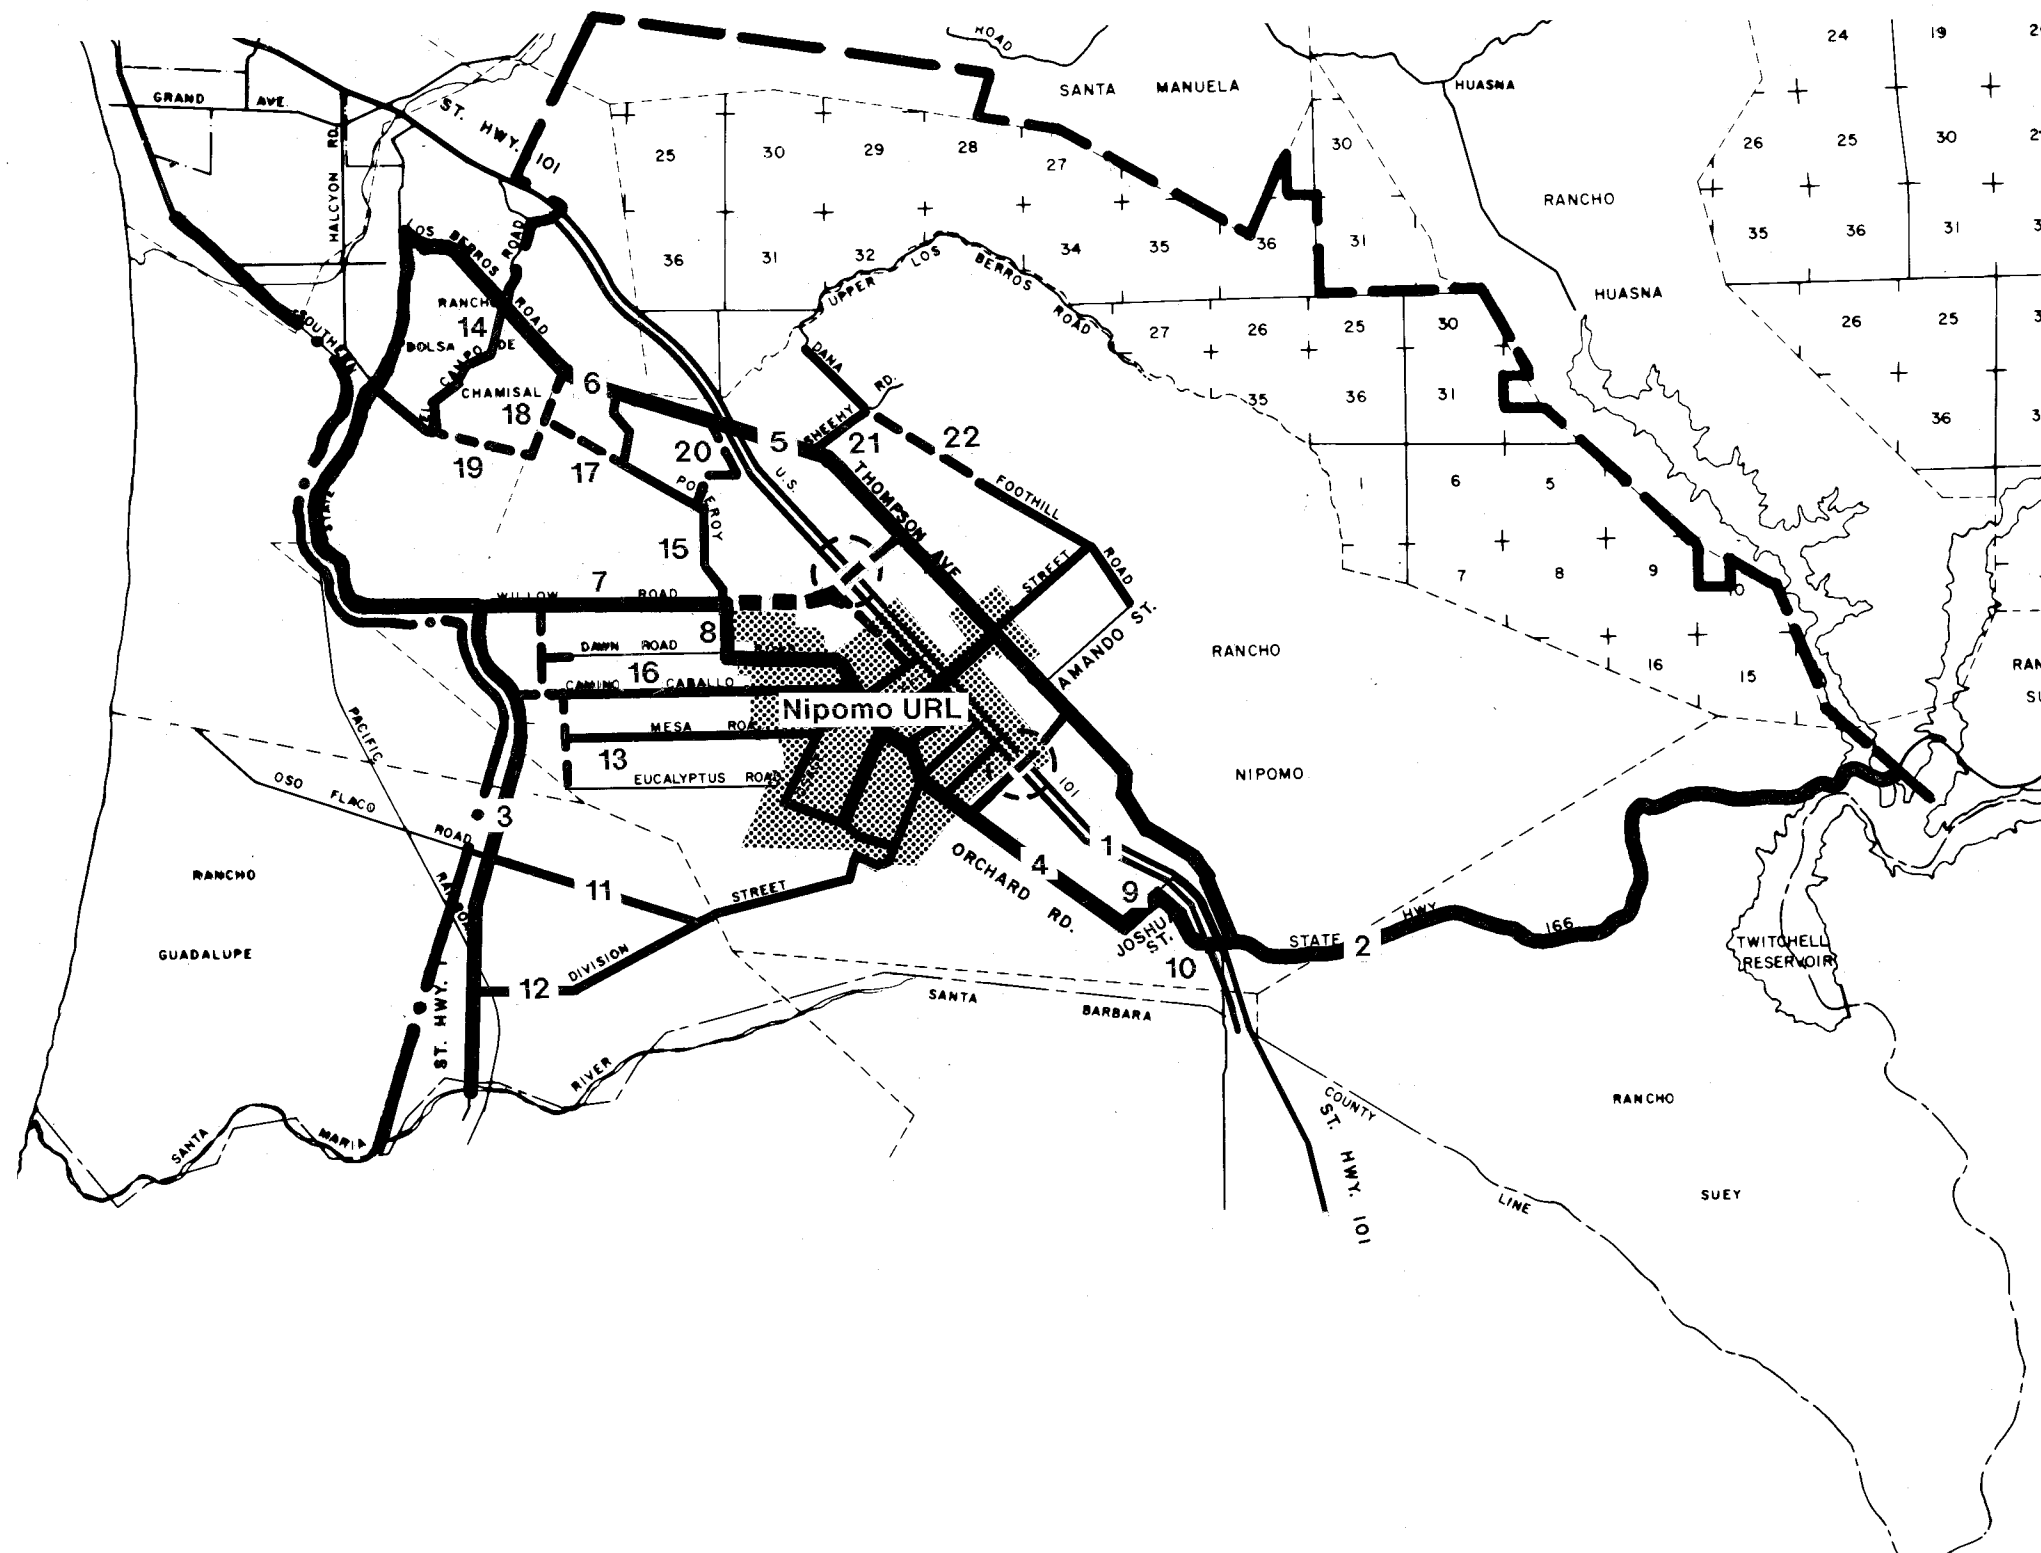 ROAD
24
19
SANTA MANUELA
HUASNA
GRAND AVE.
ST. HWY. 101
HALCYON RD.
26
25
30
25
30
29
28
27
30
RANCHO
35
36
31
36
31
32
34
35
36
31
UPPER LOS BERROS ROAD
LOS BERROS ROAD
ROAD
HUASNA
RANCHO
14
BOLSA DE
CHAMISAL
EL CAMPO
SOUTHERN
26
25
27
26
25
30
DANA
RD.
SHEEHY
6
18
35
36
31
36
19
17
20
5
21
22
U.S.
POMEROY
THOMPSON AVE
FOOTHILL ROAD
STATE
15
1
6
5
7
8
9
10
7
WILLOW ROAD
STREET
AMANDO ST.
8
DAWN ROAD
16
CAMINO CABALLO
RANCHO
16
15
Nipomo URL
MESA ROAD
13
EUCALYPTUS ROAD
PACIFIC
NIPOMO
OSO FLACO ROAD
101
3
1
4
ORCHARD RD.
RANCHO
11
STREET
9
JOSHUA ST.
HWY 166
STATE
2
GUADALUPE
12
DIVISION
10
TWITCHELL
RESERVOIR
SANTA BARBARA
ST. HWY. 1
RIVER
COUNTY
RANCHO
SANTA MARIA
ST. HWY. 101
SUEY
LINE